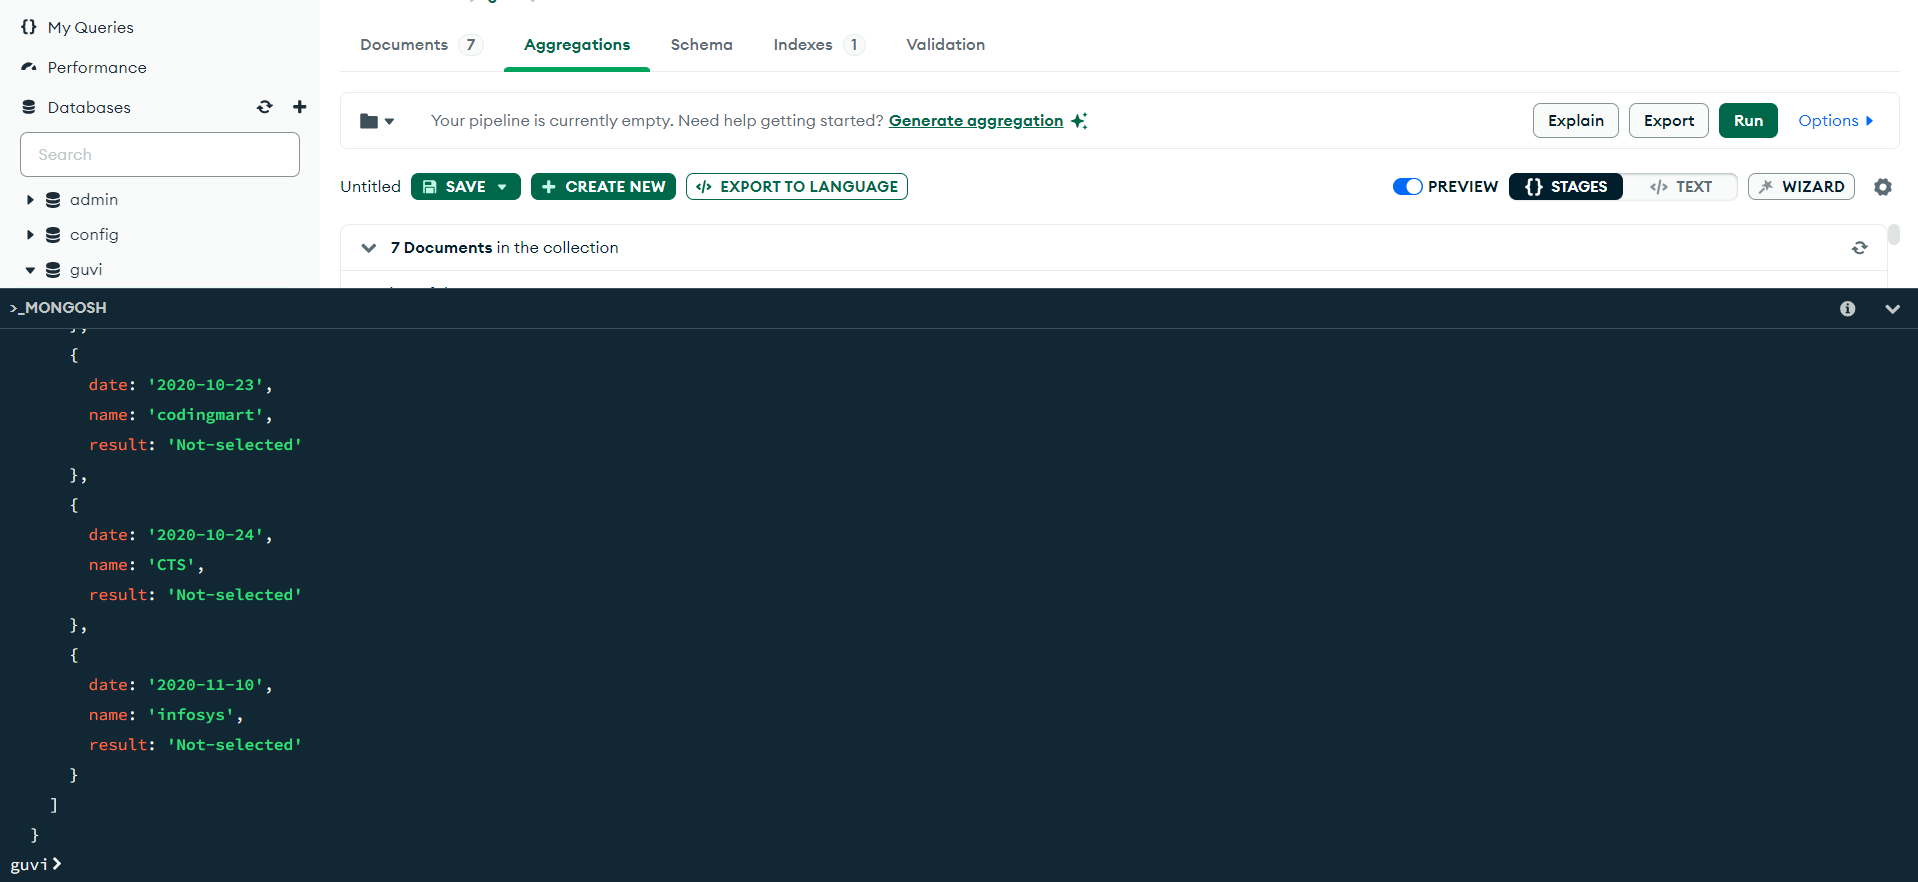 {} My Queries
Performance
Databases
Search
admin
config
guvi
Documents 7 Aggregations Schema Indexes 1 Validation
Your pipeline is currently empty. Need help getting started? Generate aggregation
Explain Export Run Options
Untitled SAVE + CREATE NEW </> EXPORT TO LANGUAGE
PREVIEW {} STAGES </> TEXT WIZARD
7 Documents in the collection
>_MONGOSH
},
{
date: '2020-10-23',
name: 'codingmart',
result: 'Not-selected'
},
{
date: '2020-10-24',
name: 'CTS',
result: 'Not-selected'
},
{
date: '2020-11-10',
name: 'infosys',
result: 'Not-selected'
}
]
}
guvi>